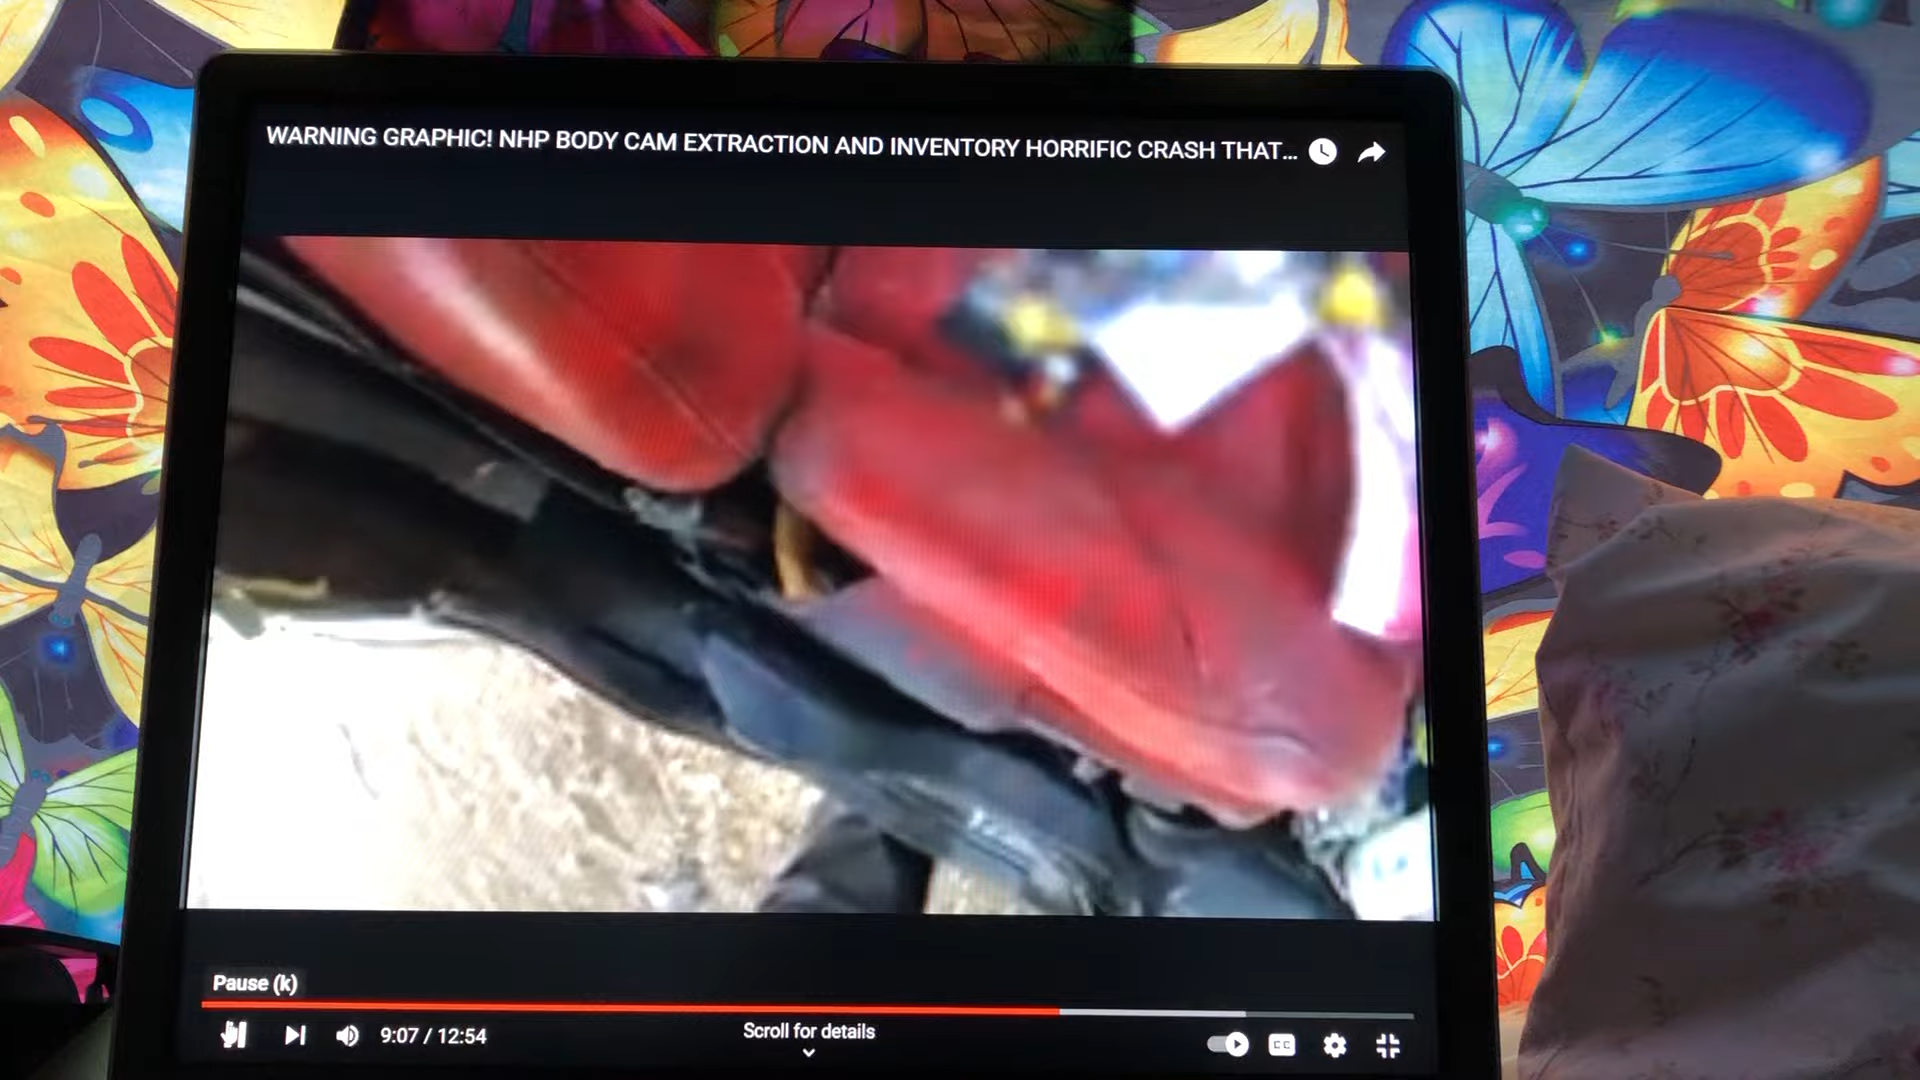 WARNING GRAPHIC! NHP BODY CAM EXTRACTION AND INVENTORY HORRIFIC CRASH THAT...
Pause (k)
9:07 / 12:54
Scroll for details
CC